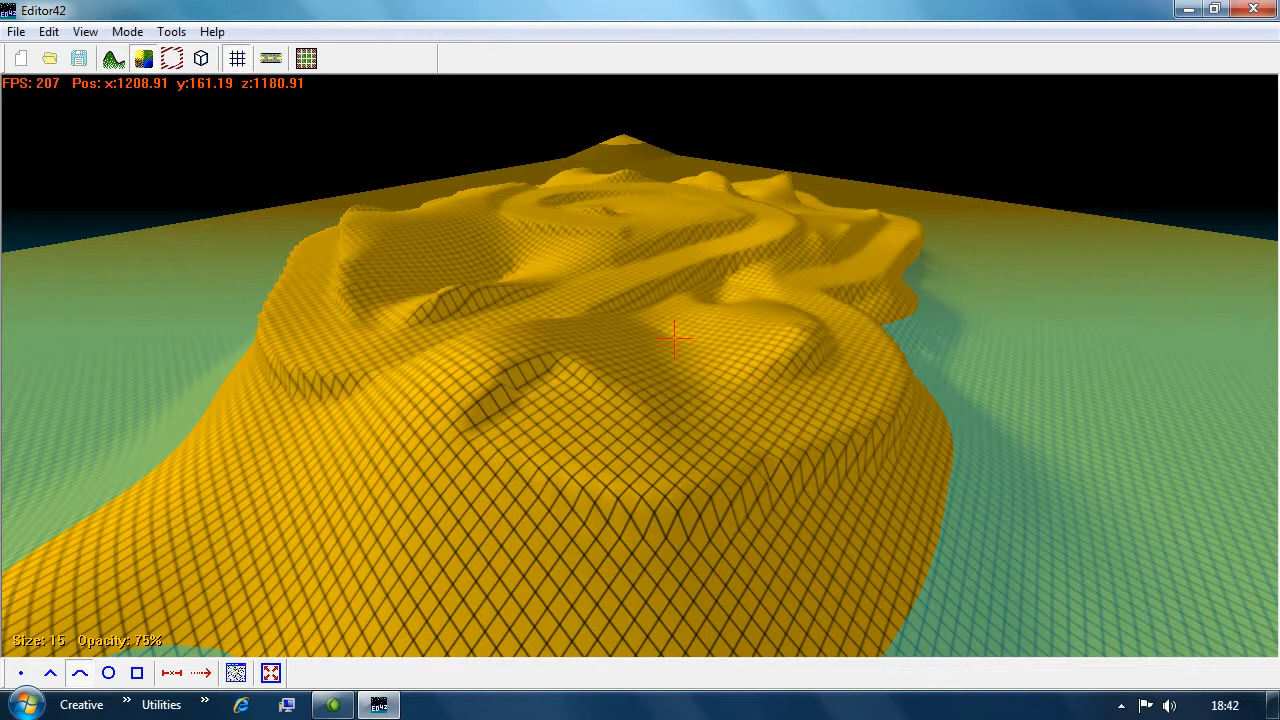 Editor42
File Edit View Mode Tools Help
FPS: 207 Pos: x:1208.91 y:161.19 z:1180.91
Size: 15 Opacity: 75%
Creative » Utilities » 18:42